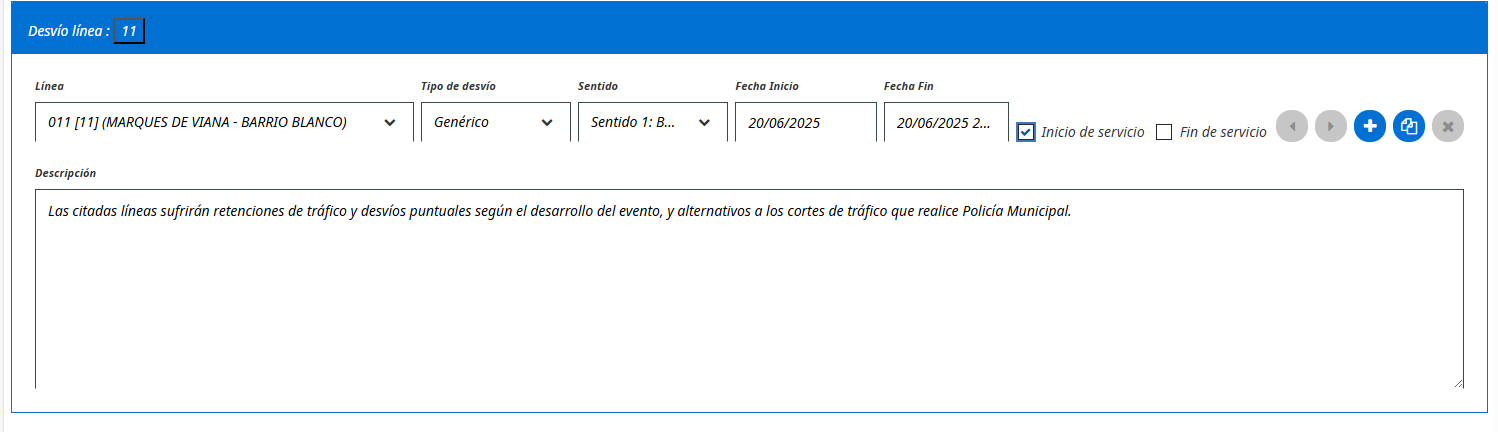 Desvío línea : 11
Línea
Tipo de desvío
Sentido
Fecha Inicio
Fecha Fin
011 [11] (MARQUES DE VIANA - BARRIO BLANCO)
Genérico
Sentido 1: B...
20/06/2025
20/06/2025 2...
Inicio de servicio
Fin de servicio
Descripción
Las citadas líneas sufrirán retenciones de tráfico y desvíos puntuales según el desarrollo del evento, y alternativos a los cortes de tráfico que realice Policía Municipal.